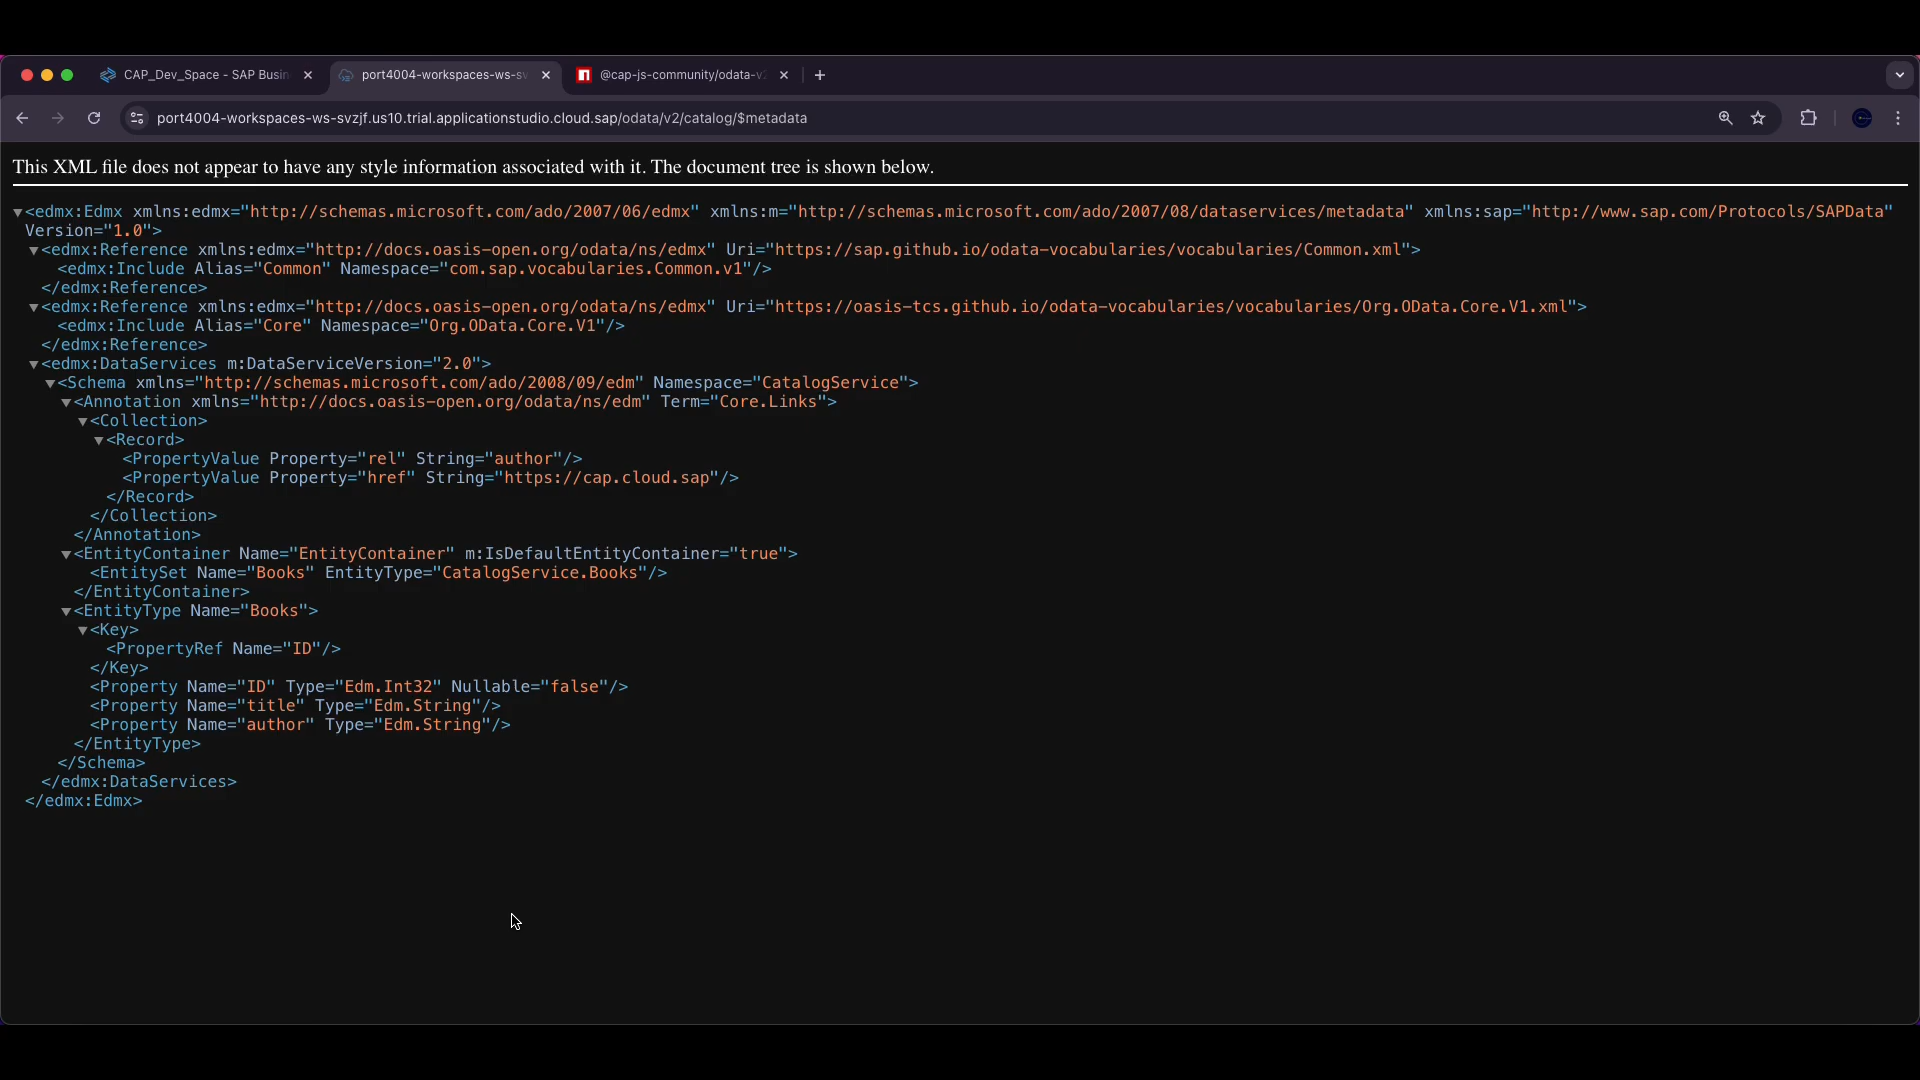 CAP_Dev_Space - SAP Busin
port4004-workspaces-ws-sv
@cap-js-community/odata-v2
port4004-workspaces-ws-svzjf.us10.trial.applicationstudio.cloud.sap/odata/v2/catalog/$metadata
This XML file does not appear to have any style information associated with it. The document tree is shown below.
<edmx:Edmx xmlns:edmx="http://schemas.microsoft.com/ado/2007/06/edmx" xmlns:m="http://schemas.microsoft.com/ado/2007/08/dataservices/metadata" xmlns:sap="http://www.sap.com/Protocols/SAPData"
Version="1.0">
<edmx:Reference xmlns:edmx="http://docs.oasis-open.org/odata/ns/edmx" Uri="https://sap.github.io/odata-vocabularies/vocabularies/Common.xml">
<edmx:Include Alias="Common" Namespace="com.sap.vocabularies.Common.v1"/>
</edmx:Reference>
<edmx:Reference xmlns:edmx="http://docs.oasis-open.org/odata/ns/edmx" Uri="https://oasis-tcs.github.io/odata-vocabularies/vocabularies/Org.OData.Core.V1.xml">
<edmx:Include Alias="Core" Namespace="Org.OData.Core.V1"/>
</edmx:Reference>
<edmx:DataServices m:DataServiceVersion="2.0">
<Schema xmlns="http://schemas.microsoft.com/ado/2008/09/edm" Namespace="CatalogService">
<Annotation xmlns="http://docs.oasis-open.org/odata/ns/edm" Term="Core.Links">
<Collection>
<Record>
<PropertyValue Property="rel" String="author"/>
<PropertyValue Property="href" String="https://cap.cloud.sap"/>
</Record>
</Collection>
</Annotation>
<EntityContainer Name="EntityContainer" m:IsDefaultEntityContainer="true">
<EntitySet Name="Books" EntityType="CatalogService.Books"/>
</EntityContainer>
<EntityType Name="Books">
<Key>
<PropertyRef Name="ID"/>
</Key>
<Property Name="ID" Type="Edm.Int32" Nullable="false"/>
<Property Name="title" Type="Edm.String"/>
<Property Name="author" Type="Edm.String"/>
</EntityType>
</Schema>
</edmx:DataServices>
</edmx:Edmx>